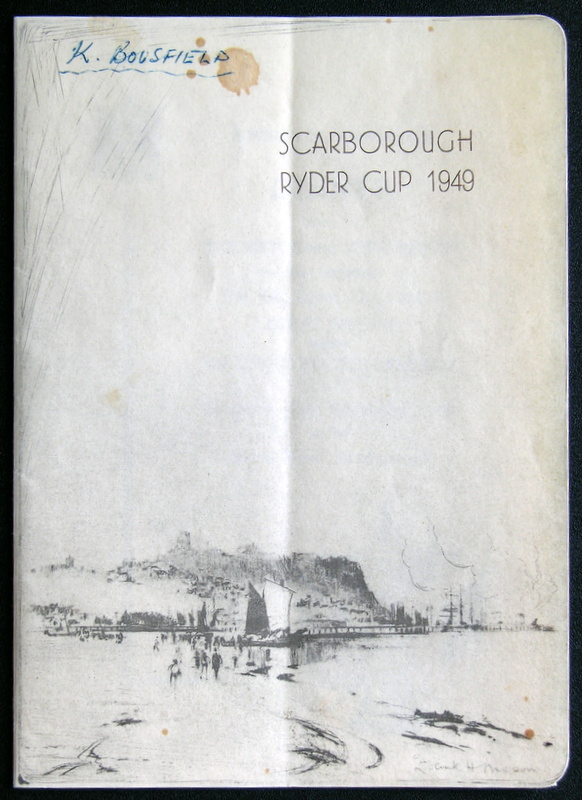 K. BOUSFIELD
SCARBOROUGH
RYDER CUP 1949